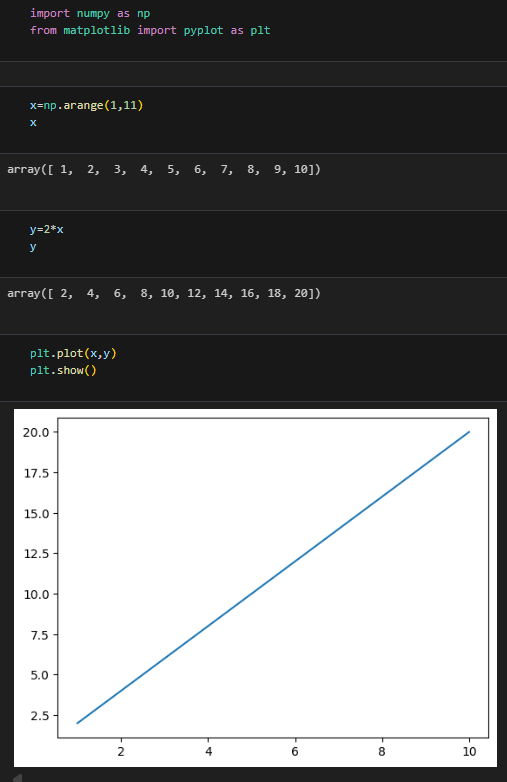 import numpy as np
from matplotlib import pyplot as plt
x=np.arange(1,11)
x
array([ 1,  2,  3,  4,  5,  6,  7,  8,  9, 10])
y=2*x
y
array([ 2,  4,  6,  8, 10, 12, 14, 16, 18, 20])
plt.plot(x,y)
plt.show()
20.0
17.5
15.0
12.5
10.0
7.5
5.0
2.5
2 4 6 8 10